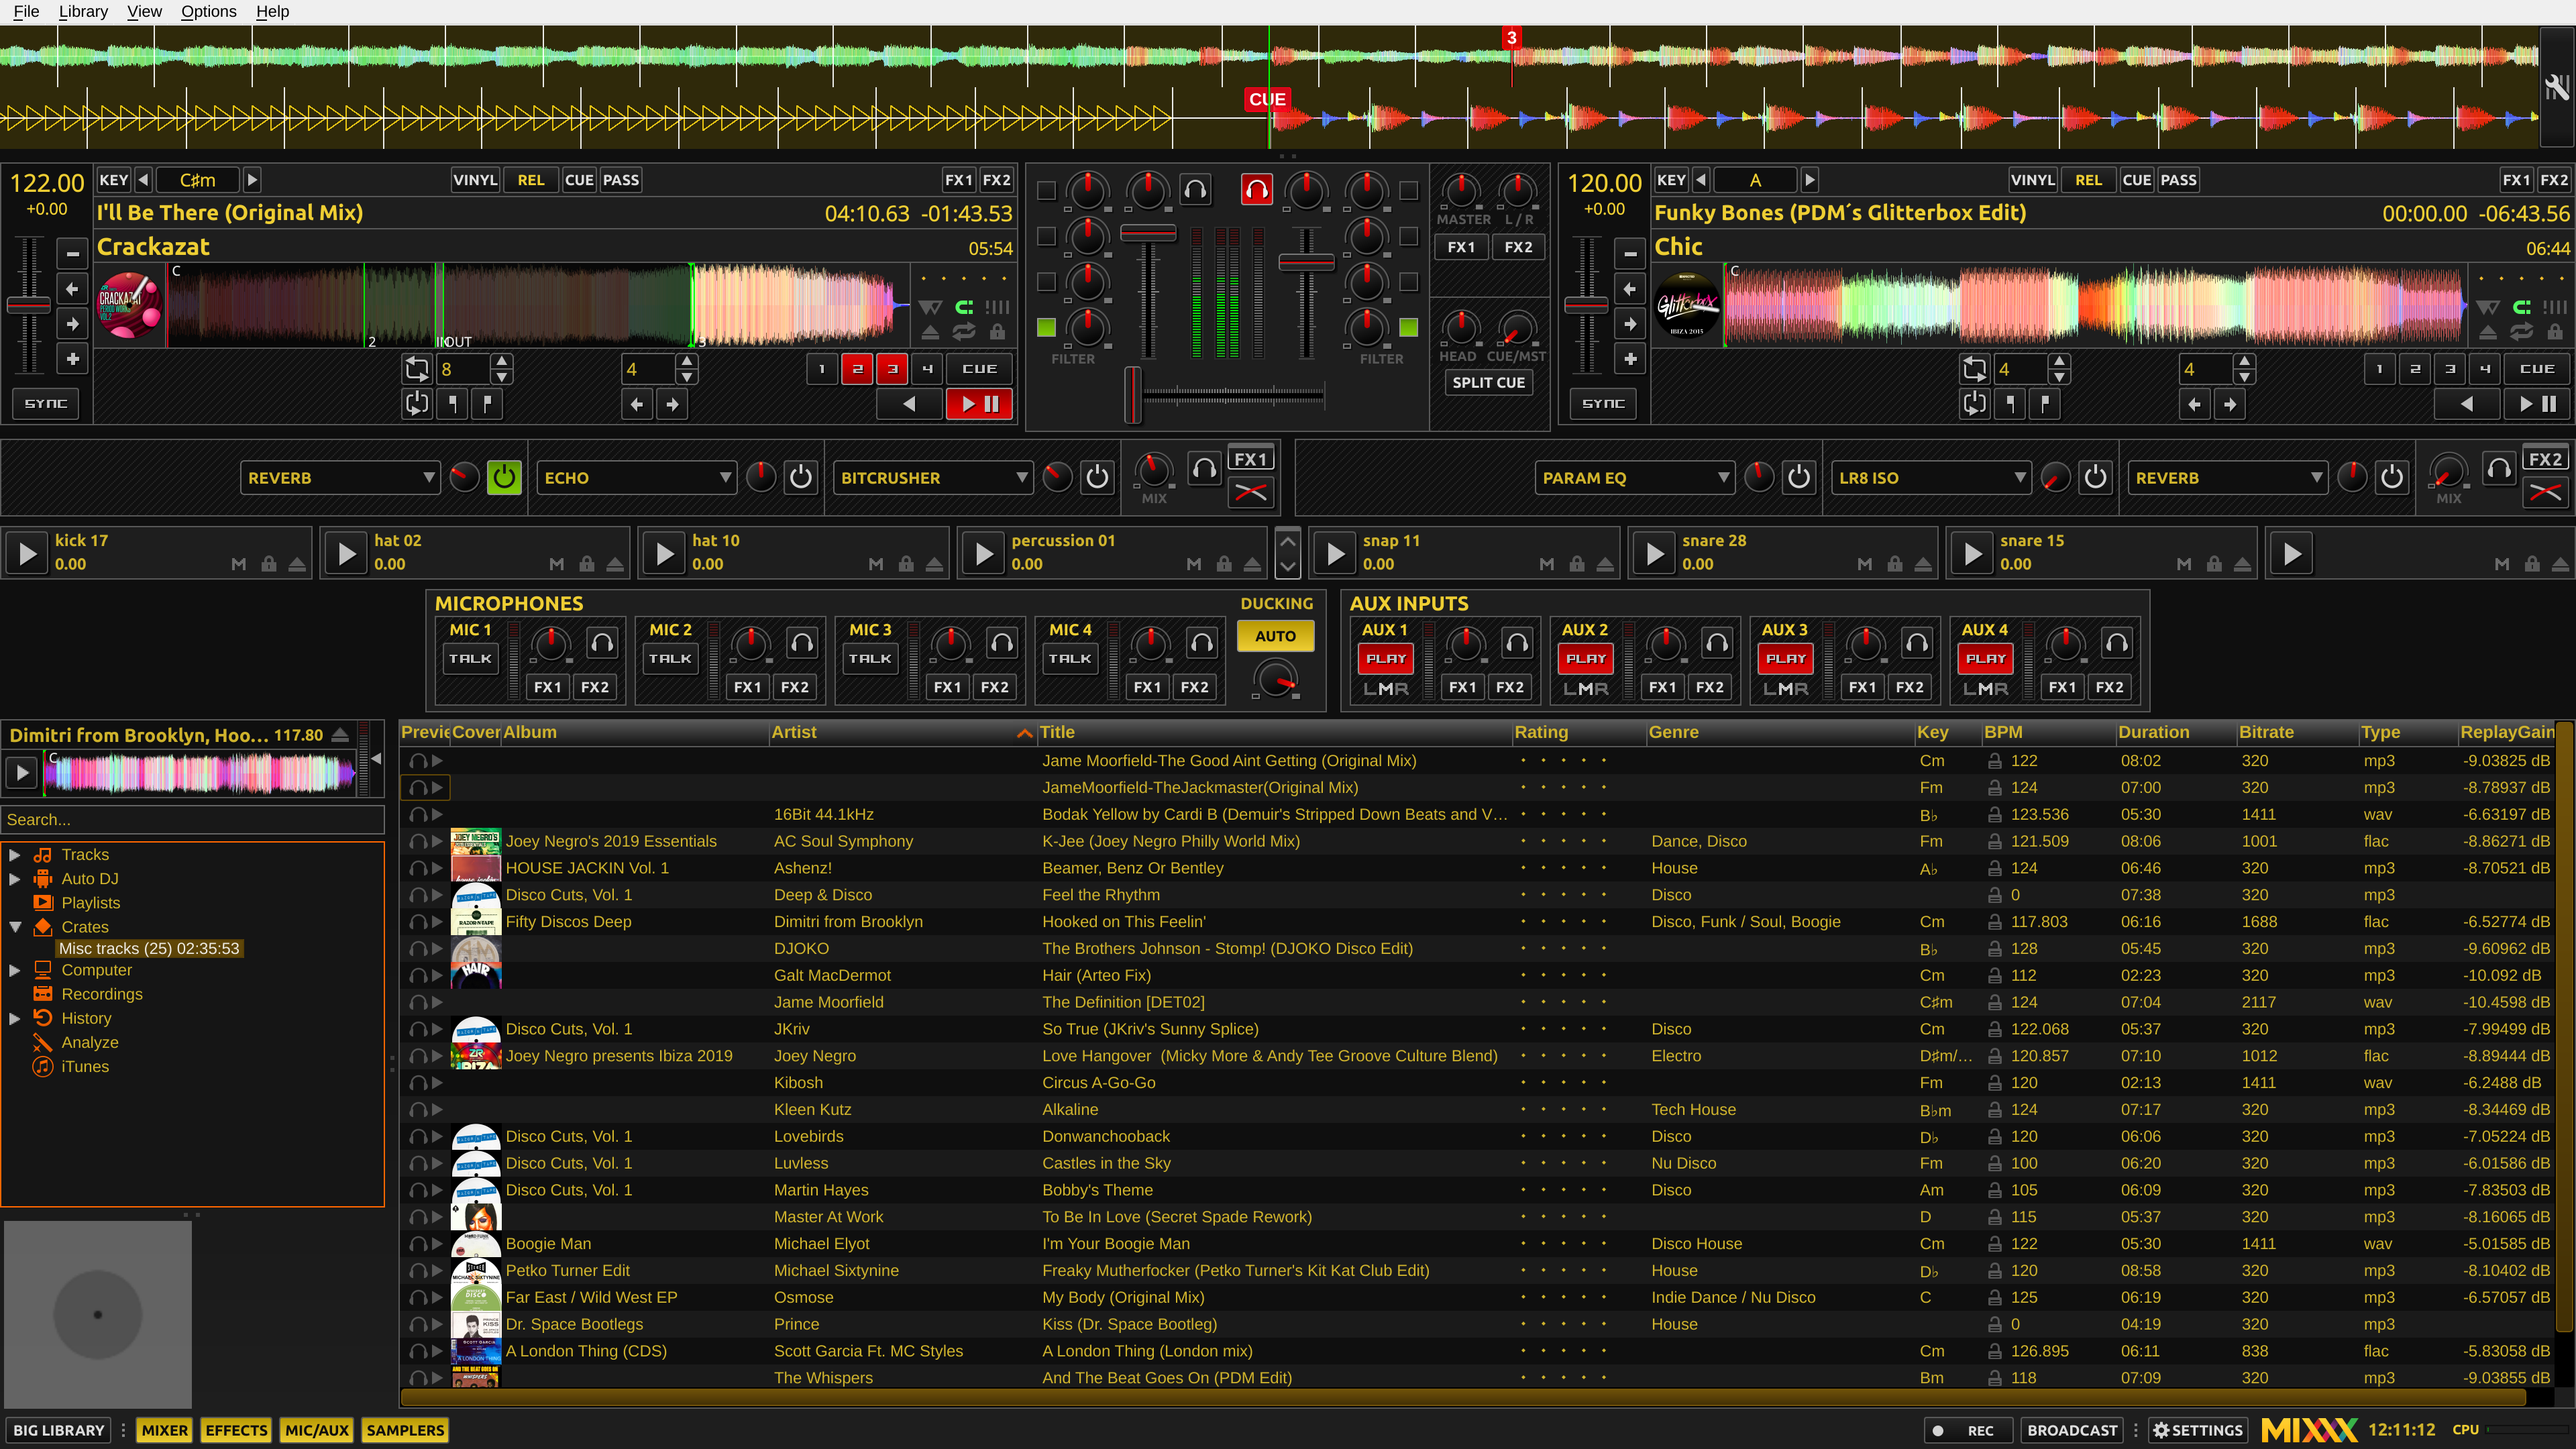 File Library View Options Help
3
CUE
122.00 KEY C♯m VINYL REL CUE PASS FX1 FX2
+0.00
I'll Be There (Original Mix) 04:10.63 -01:43.53
Crackazat 05:54
C
2 IN OUT 3
8 4 1 2 3 4 CUE
SYNC
FILTER FILTER
MASTER L / R
FX1 FX2
HEAD CUE/MST
SPLIT CUE
120.00 KEY A VINYL REL CUE PASS FX1 FX2
+0.00
Funky Bones (PDM´s Glitterbox Edit) 00:00.00 -06:43.56
Chic 06:44
C
Glitterbox
IBIZA 2015
4 4 1 2 3 4 CUE
SYNC
REVERB ECHO BITCRUSHER MIX FX1
PARAM EQ LR8 ISO REVERB MIX FX2
kick 17 hat 02 hat 10 percussion 01 snap 11 snare 28 snare 15
0.00 M 0.00 M 0.00 M 0.00 M 0.00 M 0.00 M 0.00 M M
MICROPHONES DUCKING AUX INPUTS
MIC 1 MIC 2 MIC 3 MIC 4 AUTO AUX 1 AUX 2 AUX 3 AUX 4
TALK TALK TALK TALK PLAY PLAY PLAY PLAY
FX1 FX2 FX1 FX2 FX1 FX2 FX1 FX2 LMR FX1 FX2 LMR FX1 FX2 LMR FX1 FX2 LMR FX1 FX2
Dimitri from Brooklyn, Hoo... 117.80
C
Search...
Tracks
Auto DJ
Playlists
Crates
Misc tracks (25) 02:35:53
Computer
Recordings
History
Analyze
iTunes
Previe Cover Album Artist Title Rating Genre Key BPM Duration Bitrate Type ReplayGain
Jame Moorfield-The Good Aint Getting (Original Mix) Cm 122 08:02 320 mp3 -9.03825 dB
JameMoorfield-TheJackmaster(Original Mix) Fm 124 07:00 320 mp3 -8.78937 dB
16Bit 44.1kHz Bodak Yellow by Cardi B (Demuir's Stripped Down Beats and V… B♭ 123.536 05:30 1411 wav -6.63197 dB
Joey Negro's 2019 Essentials AC Soul Symphony K-Jee (Joey Negro Philly World Mix) Dance, Disco Fm 121.509 08:06 1001 flac -8.86271 dB
HOUSE JACKIN Vol. 1 Ashenz! Beamer, Benz Or Bentley House A♭ 124 06:46 320 mp3 -8.70521 dB
Disco Cuts, Vol. 1 Deep & Disco Feel the Rhythm Disco 0 07:38 320 mp3
Fifty Discos Deep Dimitri from Brooklyn Hooked on This Feelin' Disco, Funk / Soul, Boogie Cm 117.803 06:16 1688 flac -6.52774 dB
DJOKO The Brothers Johnson - Stomp! (DJOKO Disco Edit) B♭ 128 05:45 320 mp3 -9.60962 dB
HAIR Galt MacDermot Hair (Arteo Fix) Cm 112 02:23 320 mp3 -10.092 dB
Jame Moorfield The Definition [DET02] C♯m 124 07:04 2117 wav -10.4598 dB
Disco Cuts, Vol. 1 JKriv So True (JKriv's Sunny Splice) Disco Cm 122.068 05:37 320 mp3 -7.99499 dB
Joey Negro presents Ibiza 2019 Joey Negro Love Hangover (Micky More & Andy Tee Groove Culture Blend) Electro D♯m/… 120.857 07:10 1012 flac -8.89444 dB
Kibosh Circus A-Go-Go Fm 120 02:13 1411 wav -6.2488 dB
Kleen Kutz Alkaline Tech House B♭m 124 07:17 320 mp3 -8.34469 dB
Disco Cuts, Vol. 1 Lovebirds Donwanchooback Disco D♭ 120 06:06 320 mp3 -7.05224 dB
Disco Cuts, Vol. 1 Luvless Castles in the Sky Nu Disco Fm 100 06:20 320 mp3 -6.01586 dB
Disco Cuts, Vol. 1 Martin Hayes Bobby's Theme Disco Am 105 06:09 320 mp3 -7.83503 dB
Master At Work To Be In Love (Secret Spade Rework) D 115 05:37 320 mp3 -8.16065 dB
Boogie Man Michael Elyot I'm Your Boogie Man Disco House Cm 122 05:30 1411 wav -5.01585 dB
Petko Turner Edit Michael Sixtynine Freaky Mutherfocker (Petko Turner's Kit Kat Club Edit) House D♭ 120 08:58 320 mp3 -8.10402 dB
Far East / Wild West EP Osmose My Body (Original Mix) Indie Dance / Nu Disco C 125 06:19 320 mp3 -6.57057 dB
Dr. Space Bootlegs Prince Kiss (Dr. Space Bootleg) House 0 04:19 320 mp3
A London Thing (CDS) Scott Garcia Ft. MC Styles A London Thing (London mix) Cm 126.895 06:11 838 flac -5.83058 dB
The Whispers And The Beat Goes On (PDM Edit) Bm 118 07:09 320 mp3 -9.03855 dB
BIG LIBRARY MIXER EFFECTS MIC/AUX SAMPLERS REC BROADCAST SETTINGS MIXXX 12:11:12 CPU